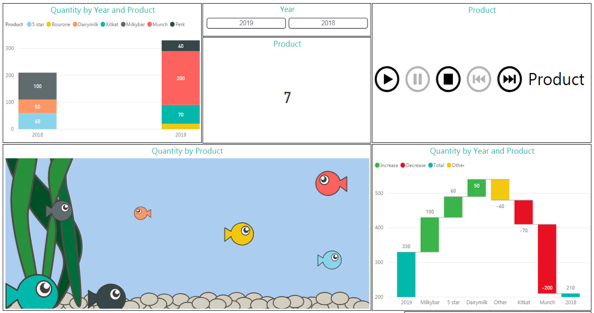 Quantity by Year and Product
Product 5 star Bourone Dairymilk Kitkat Milkybar Munch Perk
300
200
100
0
100
50
60
40
200
70
2018
2019
Year
2019 2018
Product
7
Product
Product
Quantity by Product
Quantity by Year and Product
Increase Decrease Total Other
500
400
300
200
330
100
60
50
-40
-70
-200
210
2019 Milkybar 5 star Dairymilk Other Kitkat Munch 2018